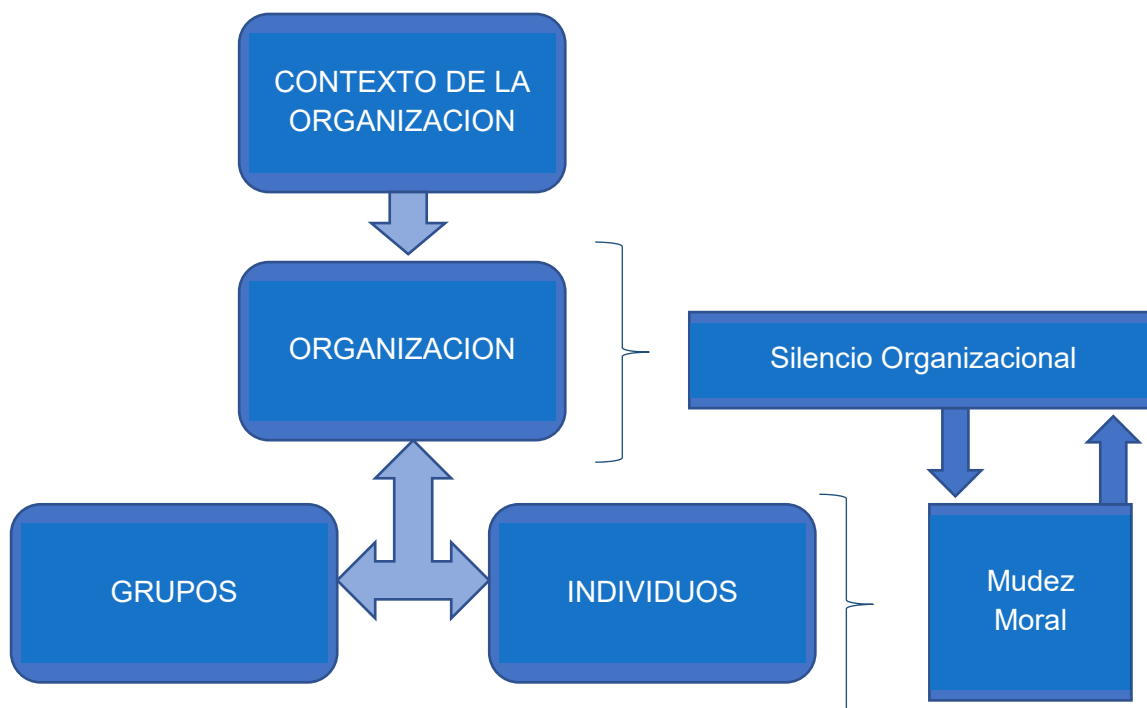 CONTEXTO DE LA
ORGANIZACION
ORGANIZACION
Silencio Organizacional
GRUPOS
INDIVIDUOS
Mudez
Moral